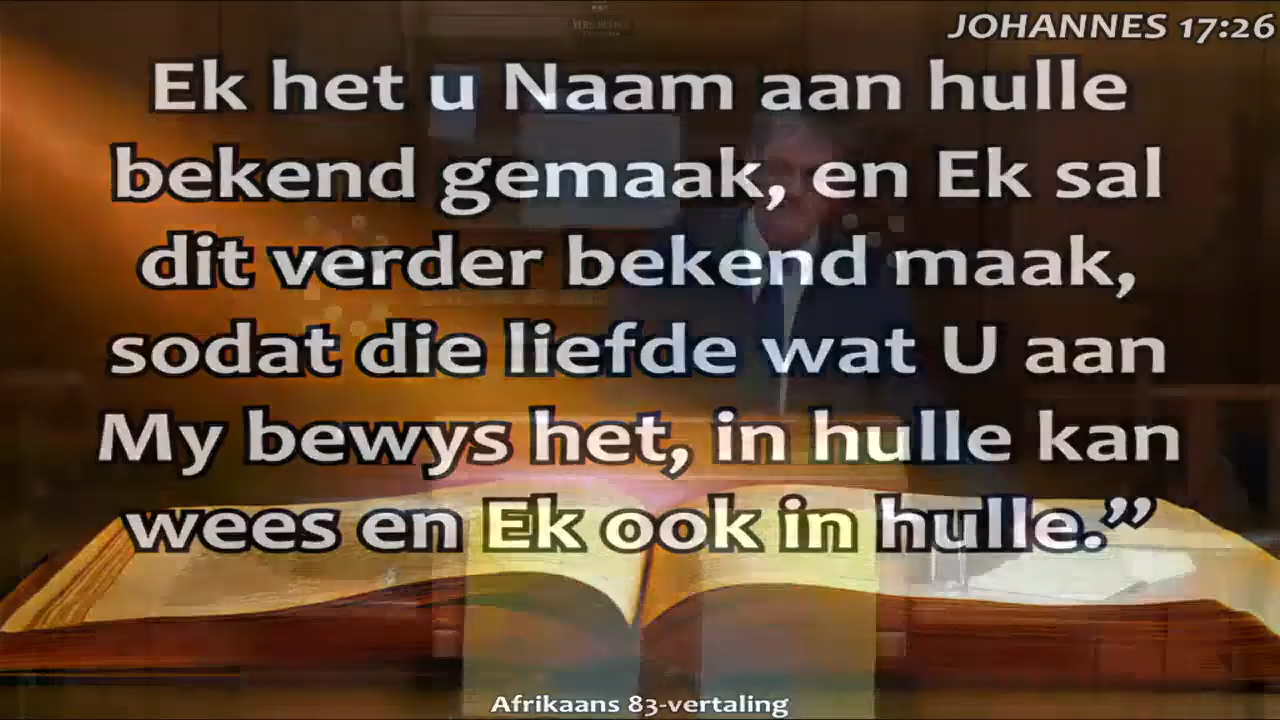 JOHANNES 17:26
Ek het u Naam aan hulle
bekend gemaak, en Ek sal
dit verder bekend maak,
sodat die liefde wat U aan
My bewys het, in hulle kan
wees en Ek ook in hulle.”
Afrikaans 83-vertaling